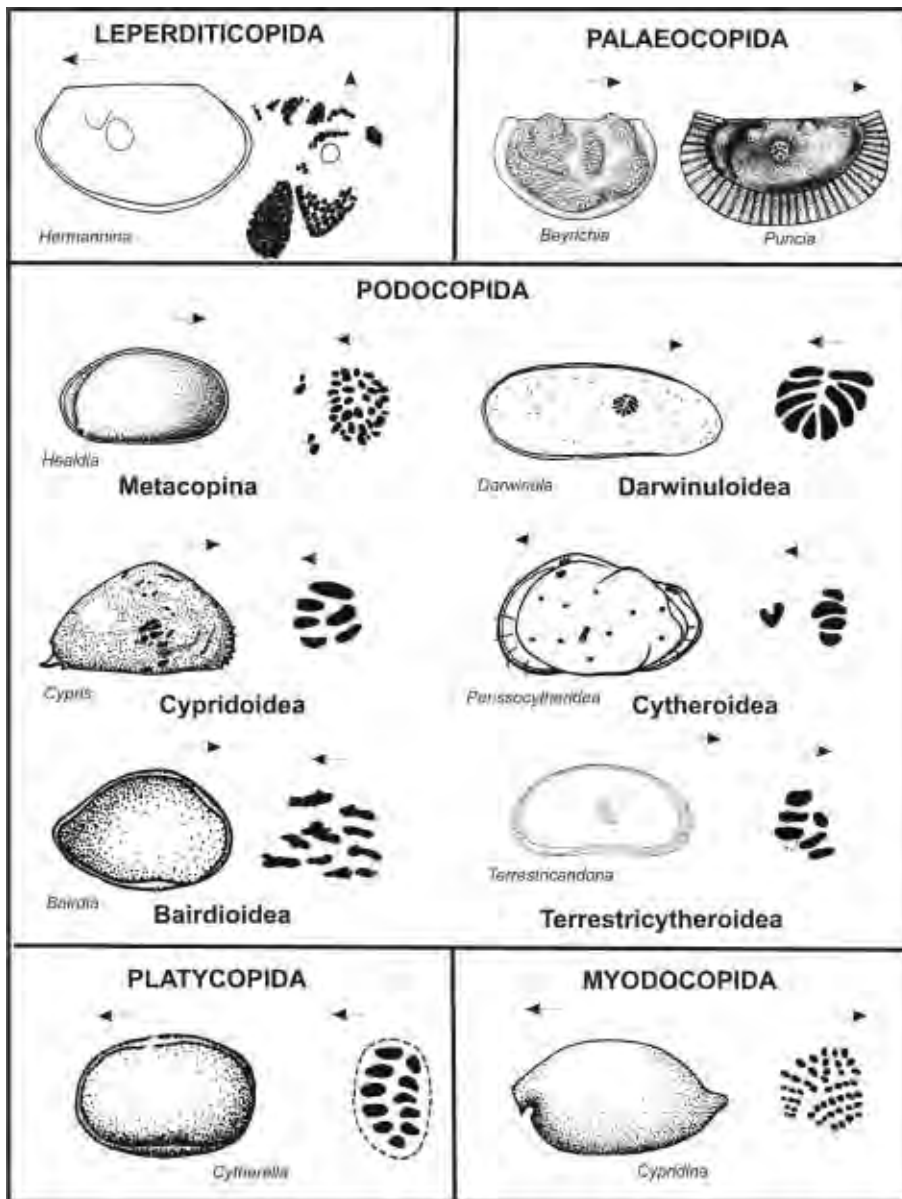 LEPERDITICOPIDA
Hermannina
PALAEOCOPIDA
Beyrichia
Puncia
PODOCOPIDA
Healdia
Metacopina
Darwinula
Darwinuloidea
Cypris
Cypridoidea
Perissocytheridea
Cytheroidea
Bairdia
Bairdioidea
Terrestricandona
Terrestricytheroidea
PLATYCOPIDA
Cytherella
MYODOCOPIDA
Cypridina